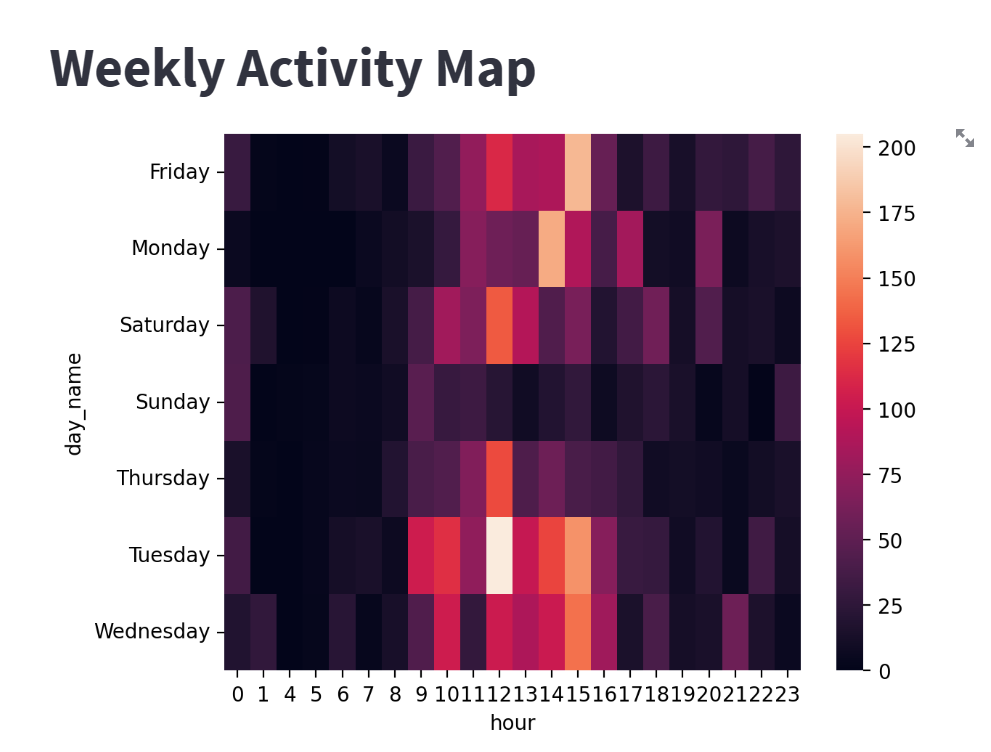 Weekly Activity Map
Friday
Monday
Saturday
Sunday
Thursday
Tuesday
Wednesday
day_name
0 1 4 5 6 7 8 9 10 11 12 13 14 15 16 17 18 19 20 21 22 23
hour
200
175
150
125
100
75
50
25
0